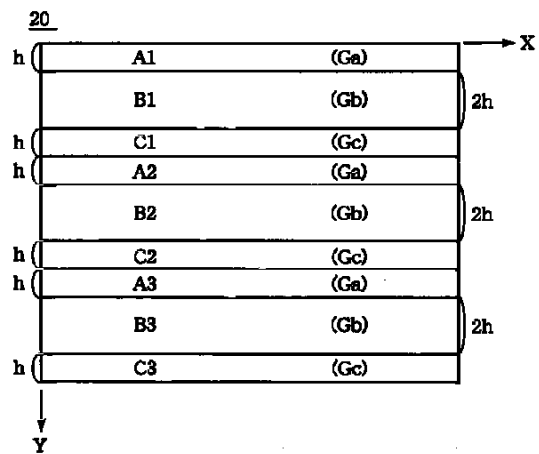 20
X
h A1 (Ga)
B1 (Gb) 2h
h C1 (Gc)
h A2 (Ga)
B2 (Gb) 2h
h C2 (Gc)
h A3 (Ga)
B3 (Gb) 2h
h C3 (Gc)
Y